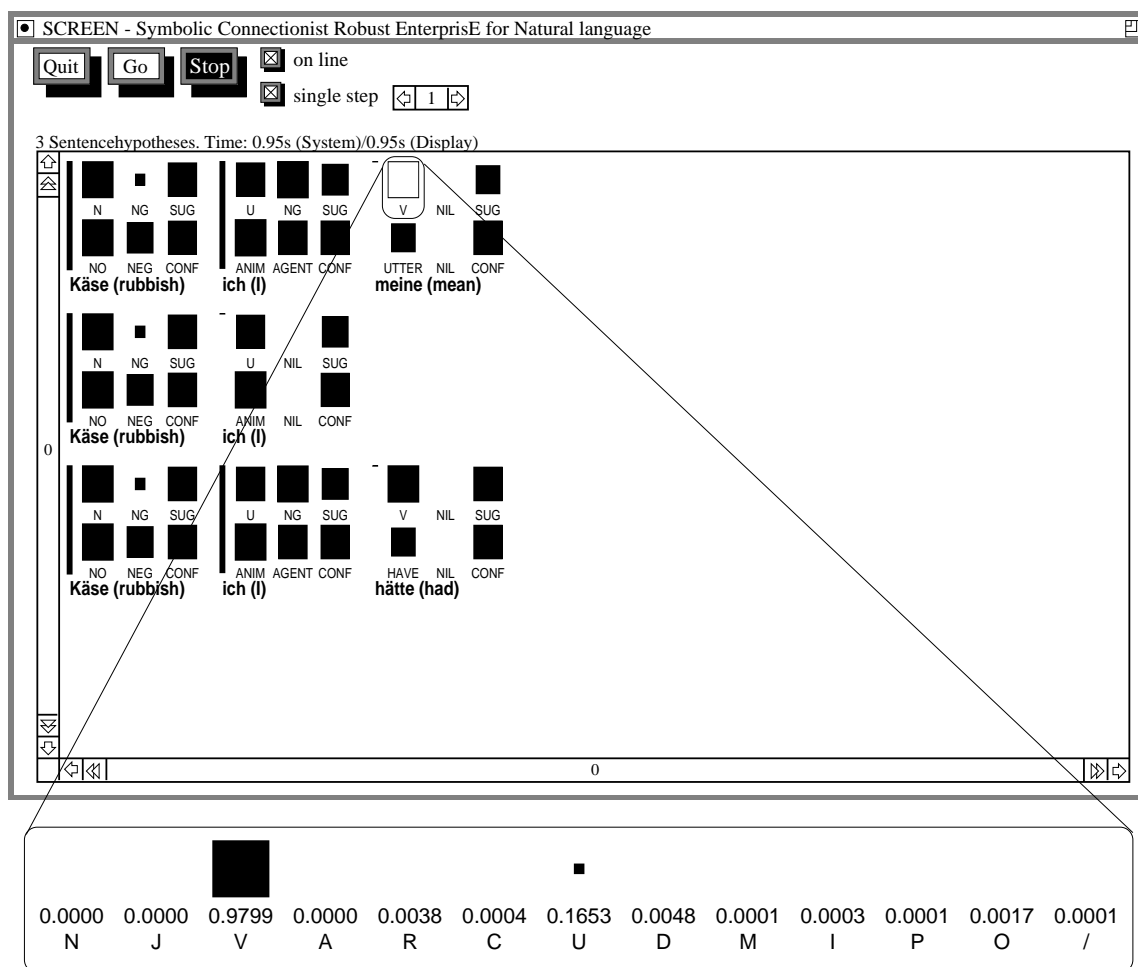 SCREEN - Symbolic Connectionist Robust EnterprisE for Natural language
Quit Go Stop on line
single step 1
3 Sentencehypotheses. Time: 0.95s (System)/0.95s (Display)
N NG SUG U NG SUG V NIL SUG
NO NEG CONF ANIM AGENT CONF UTTER NIL CONF
Käse (rubbish) ich (I) meine (mean)
N NG SUG U NIL SUG
NO NEG CONF ANIM NIL CONF
Käse (rubbish) ich (I)
0
N NG SUG U NG SUG V NIL SUG
NO NEG CONF ANIM AGENT CONF HAVE NIL CONF
Käse (rubbish) ich (I) hätte (had)
0
0.0000 0.0000 0.9799 0.0000 0.0038 0.0004 0.1653 0.0048 0.0001 0.0003 0.0001 0.0017 0.0001
N J V A R C U D M I P O /